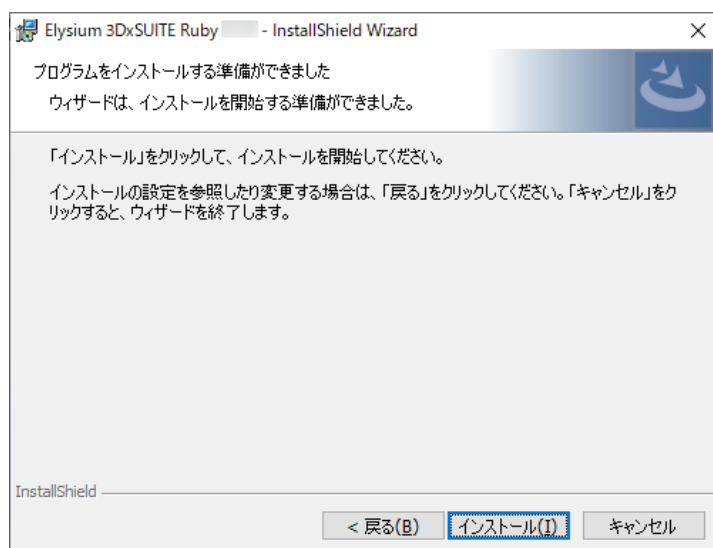 Elysium 3DxSUITE Ruby - InstallShield Wizard
プログラムをインストールする準備ができました
ウィザードは、インストールを開始する準備ができました。
「インストール」をクリックして、インストールを開始してください。
インストールの設定を参照したり変更する場合は、「戻る」をクリックしてください。「キャンセル」をク
リックすると、ウィザードを終了します。
InstallShield
< 戻る(B) インストール(I) キャンセル